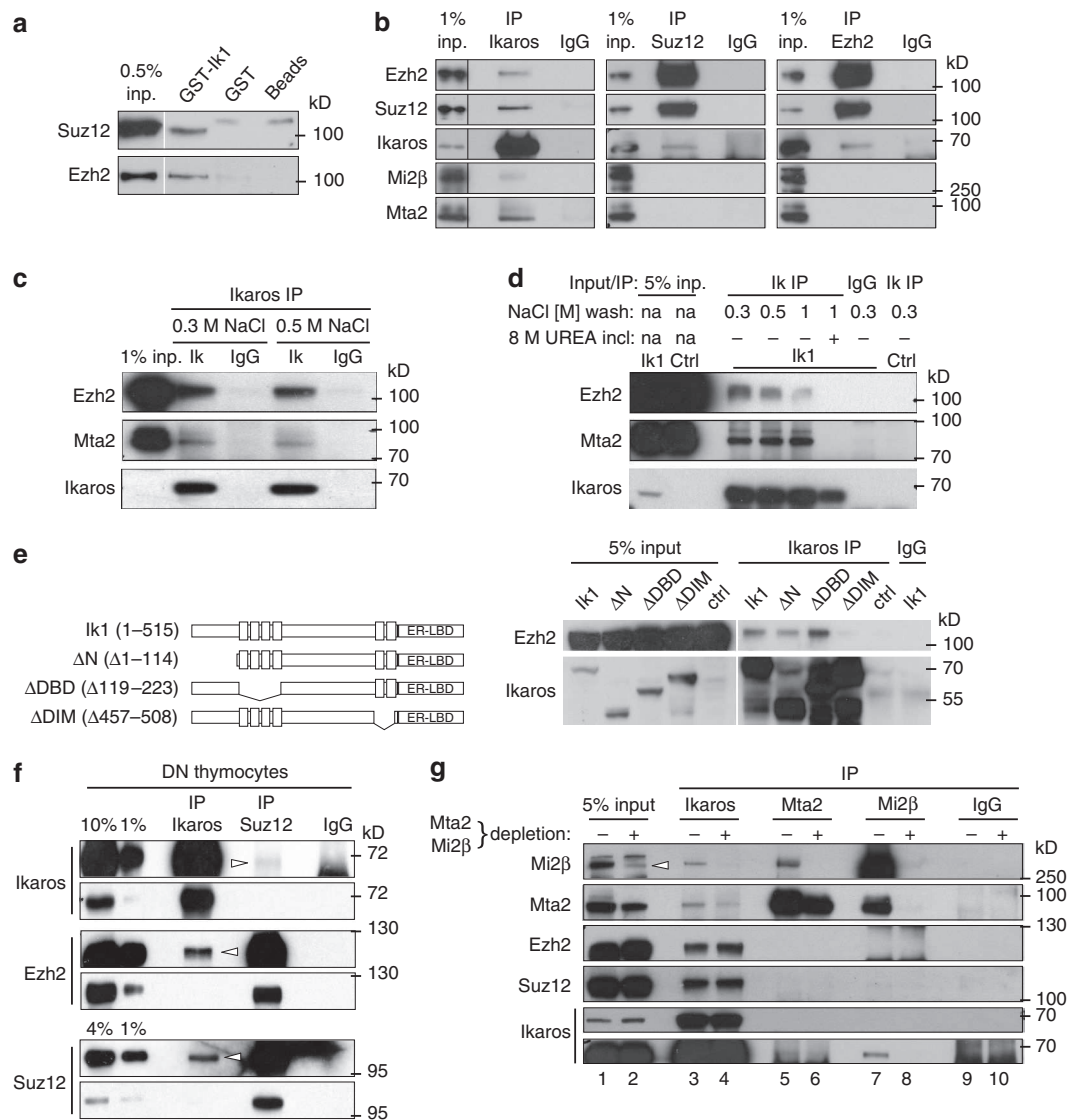 a
0.5%
inp.
GST-Ik1
GST
Beads
kD
Suz12
100
Ezh2
100
b
1%
inp.
IP
Ikaros
IgG
1%
inp.
IP
Suz12
IgG
1%
inp.
IP
Ezh2
IgG
kD
Ezh2
100
Suz12
100
Ikaros
70
Mi2β
250
Mta2
100
c
Ikaros IP
0.3 M NaCl 0.5 M NaCl
1% inp. Ik IgG Ik IgG
kD
Ezh2
100
Mta2
100
70
Ikaros
70
d
Input/IP: 5% inp. Ik IP IgG Ik IP
NaCl [M] wash: na na 0.3 0.5 1 1 0.3 0.3
8 M UREA incl: na na – – – + – –
Ik1 Ctrl Ik1 Ctrl
kD
Ezh2
100
Mta2
70
Ikaros
70
e
Ik1 (1–515)
ER-LBD
ΔN (Δ1–114)
ER-LBD
ΔDBD (Δ119–223)
ER-LBD
ΔDIM (Δ457–508)
ER-LBD
5% input Ikaros IP IgG
Ik1 ΔN ΔDBD ΔDIM ctrl Ik1 ΔN ΔDBD ΔDIM ctrl Ik1
kD
Ezh2
100
Ikaros
70
55
f
DN thymocytes
10% 1%
IP
Ikaros
IP
Suz12
IgG
kD
Ikaros
72
72
Ezh2
130
130
4% 1%
Suz12
95
95
g
IP
5% input Ikaros Mta2 Mi2β IgG
Mta2
Mi2β
depletion: – + – + – + – + – +
kD
Mi2β
250
Mta2
100
Ezh2
130
Suz12
100
Ikaros
70
70
1 2 3 4 5 6 7 8 9 10